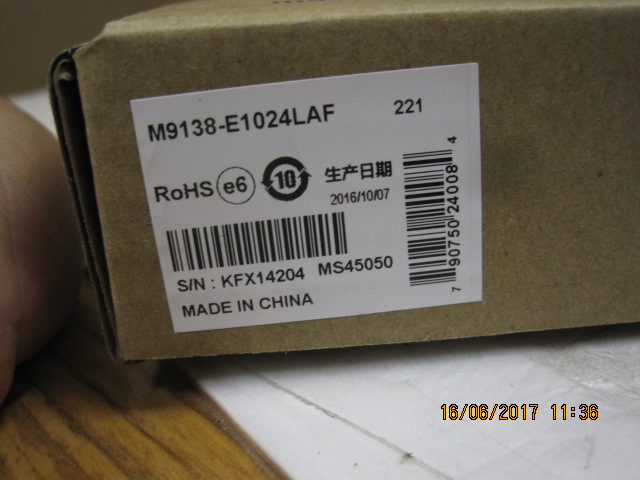 M9138-E1024LAF 221
RoHS e6 10 生产日期
2016/10/07
S/N : KFX14204 MS45050
MADE IN CHINA
7 90750 24008 4
16/06/2017 11:36